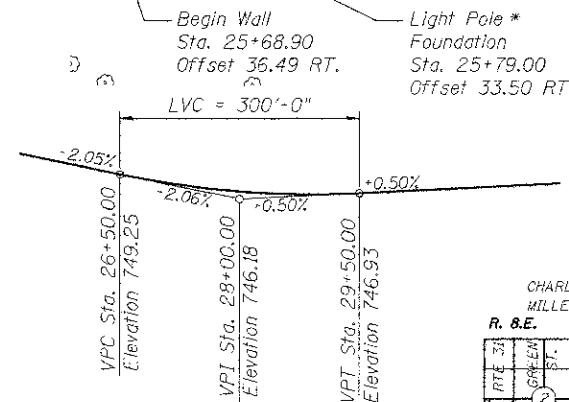 Begin Wall
Sta. 25+68.90
Offset 36.49 RT.
Light Pole *
Foundation
Sta. 25+79.00
Offset 33.50 RT
LVC = 300'-0"
-2.05%
-2.06%
+0.50%
+0.50%
VPC Sta. 26+50.00
Elevation 749.25
VPI Sta. 28+00.00
Elevation 746.18
VPT Sta. 29+50.00
Elevation 746.93
CHARL
MILLE
R. 8.E.
RTE 31
GREEN
ST.
2